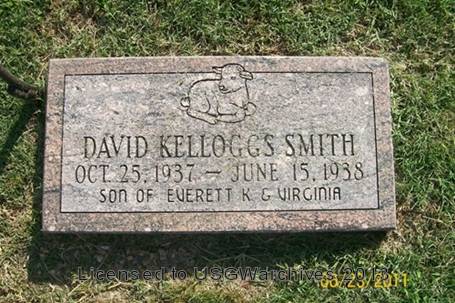 DAVID KELLOGGS SMITH
OCT. 25, 1937 — JUNE 15, 1938
SON OF EVERETT K & VIRGINIA
Licensed to USGWarchives 2013
08/23/2011